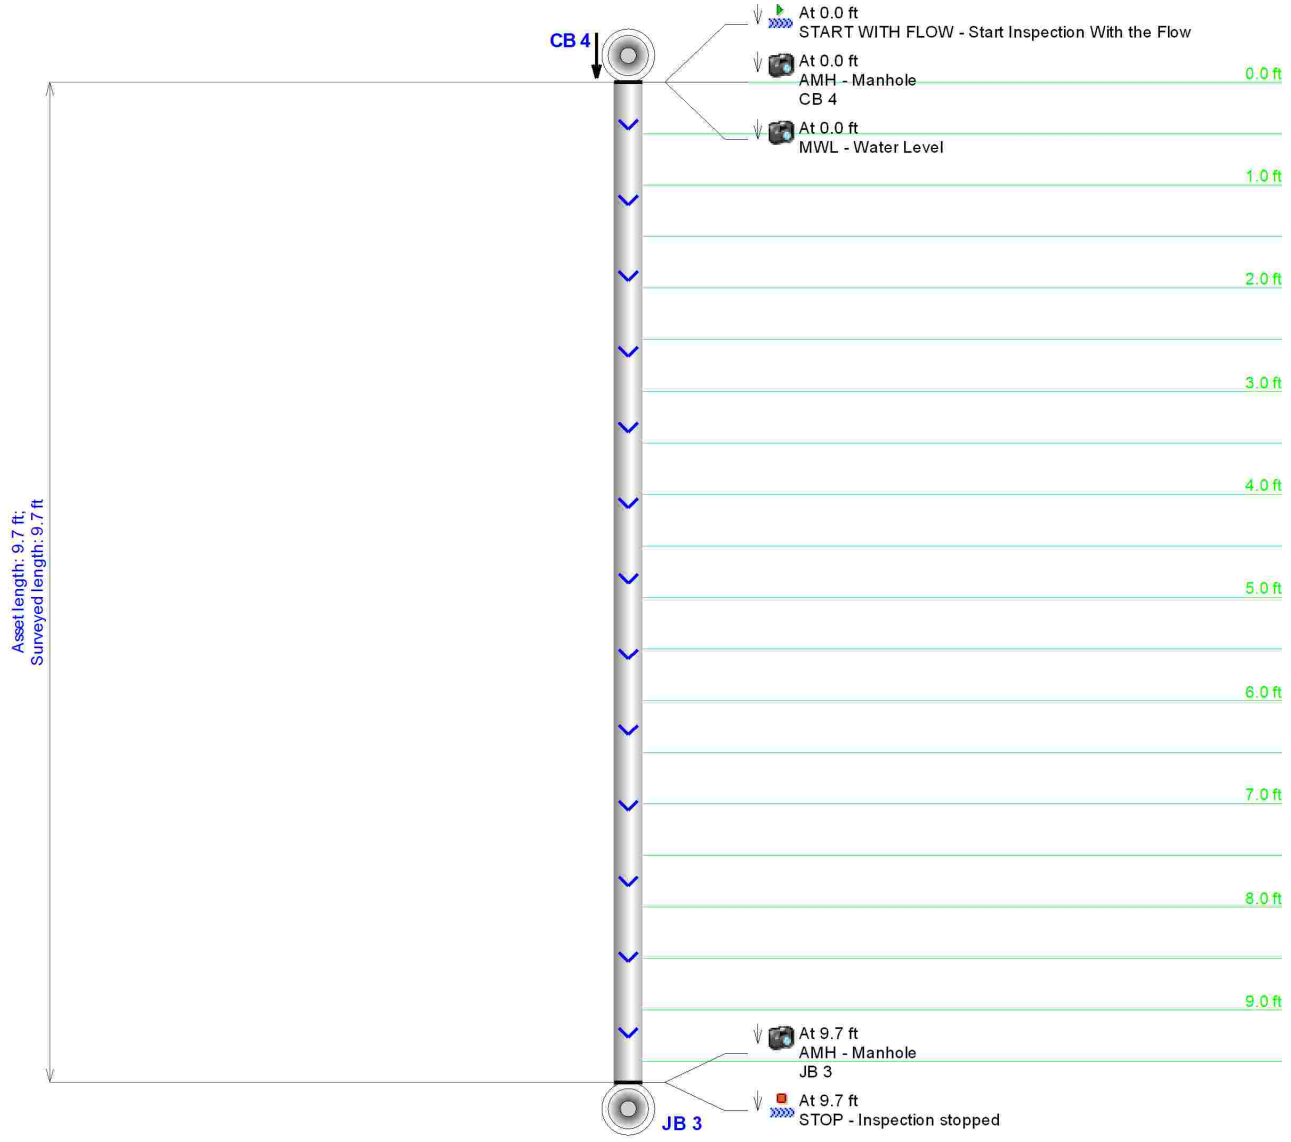 At 0.0 ft
START WITH FLOW - Start Inspection With the Flow
CB 4
At 0.0 ft
AMH - Manhole
CB 4
0.0 ft
At 0.0 ft
MWL - Water Level
1.0 ft
2.0 ft
3.0 ft
4.0 ft
Asset length: 9.7 ft;
Surveyed length: 9.7 ft
5.0 ft
6.0 ft
7.0 ft
8.0 ft
9.0 ft
At 9.7 ft
AMH - Manhole
JB 3
At 9.7 ft
STOP - Inspection stopped
JB 3